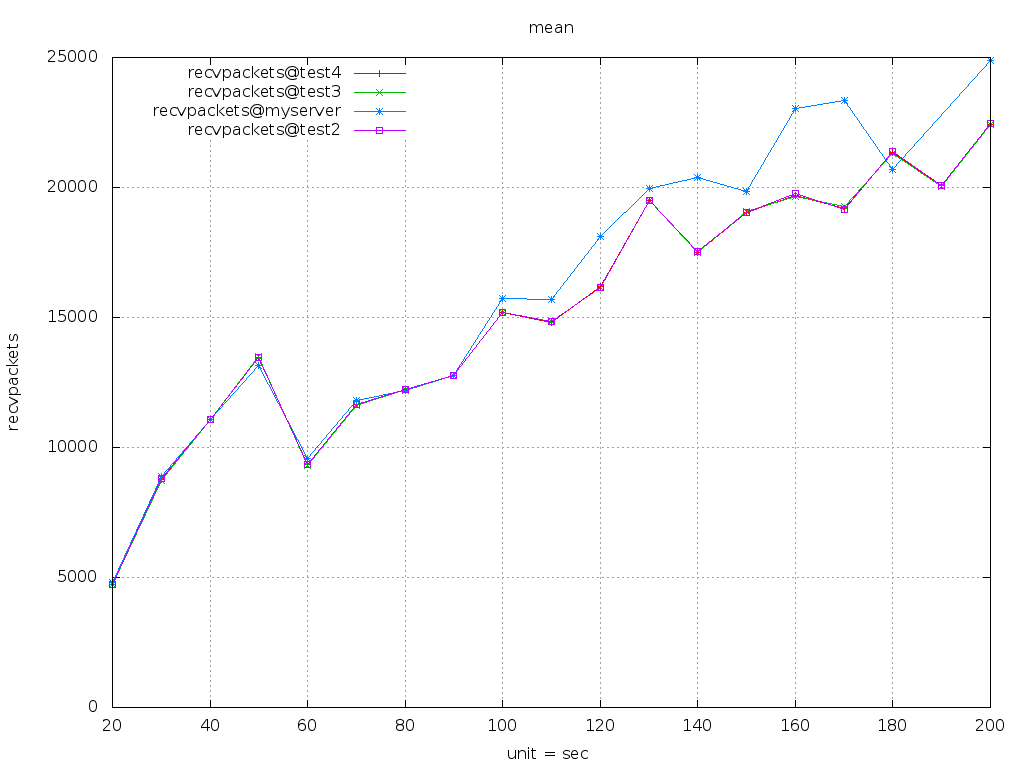 mean
25000
20000
15000
10000
5000
0
recvpackets
recvpackets@test4
recvpackets@test3
recvpackets@myserver
recvpackets@test2
20 40 60 80 100 120 140 160 180 200
unit = sec